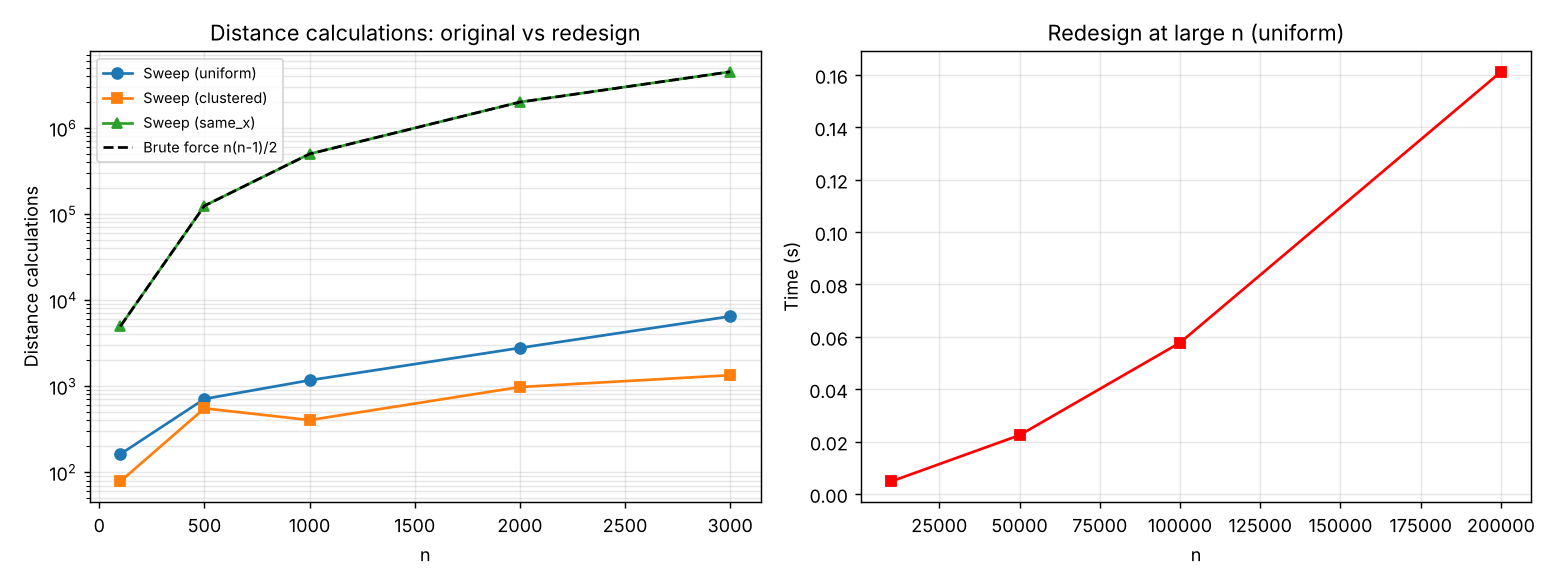 Distance calculations: original vs redesign
Sweep (uniform)
Sweep (clustered)
Sweep (same_x)
Brute force n(n-1)/2
Distance calculations
10^6
10^5
10^4
10^3
10^2
0 500 1000 1500 2000 2500 3000
n
Redesign at large n (uniform)
Time (s)
0.16
0.14
0.12
0.10
0.08
0.06
0.04
0.02
0.00
25000 50000 75000 100000 125000 150000 175000 200000
n